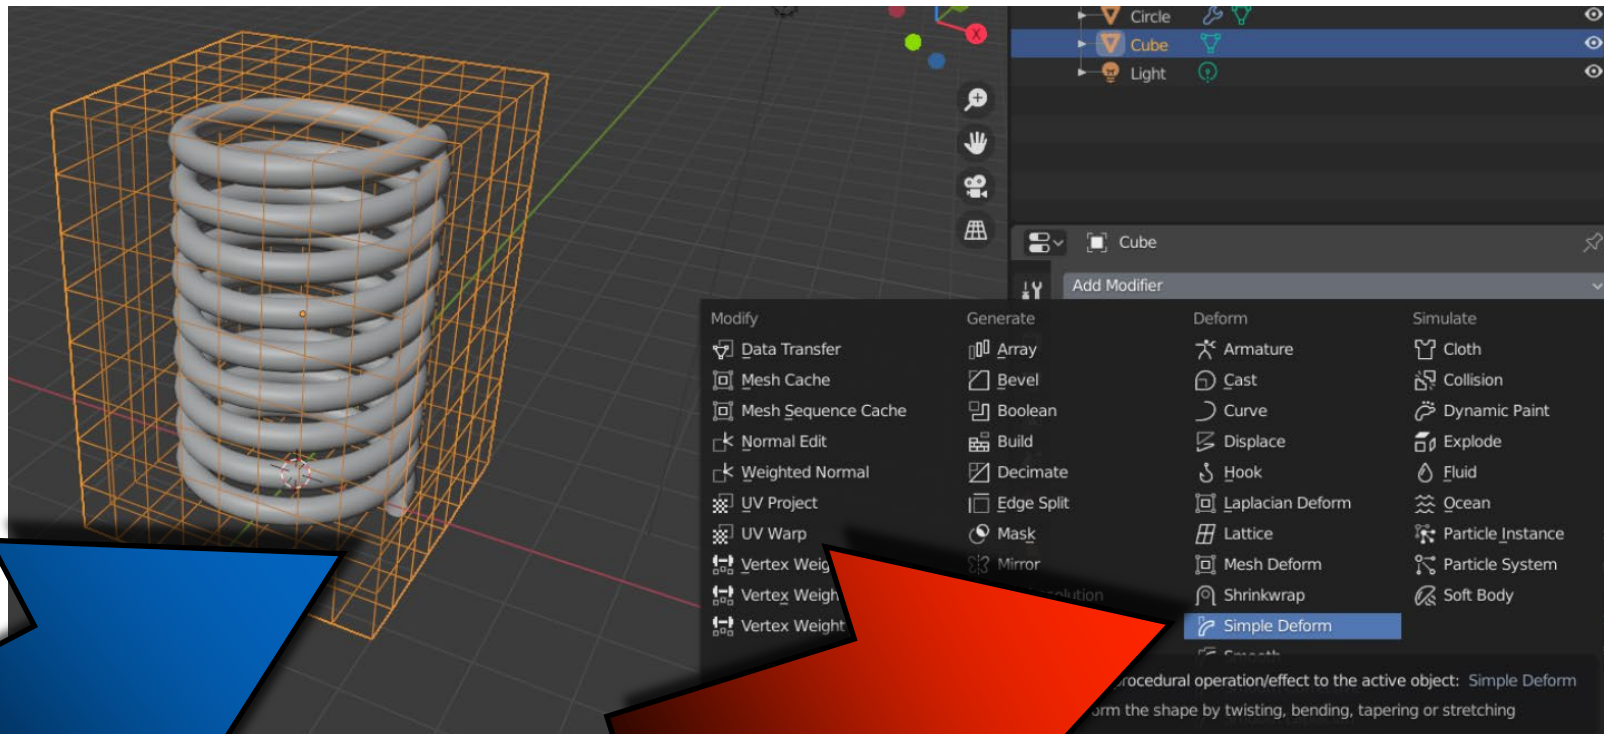 Circle
X
Cube
Light
Cube
Add Modifier
Modify
Data Transfer
Mesh Cache
Mesh Sequence Cache
Normal Edit
Weighted Normal
UV Project
UV Warp
Vertex Weig
Vertex Weigh
Vertex Weight
Generate
Array
Bevel
Boolean
Build
Decimate
Edge Split
Mask
Mirror
olution
Deform
Armature
Cast
Curve
Displace
Hook
Laplacian Deform
Lattice
Mesh Deform
Shrinkwrap
Simple Deform
Smooth
Simulate
Cloth
Collision
Dynamic Paint
Explode
Fluid
Ocean
Particle Instance
Particle System
Soft Body
procedural operation/effect to the active object: Simple Deform
orm the shape by twisting, bending, tapering or stretching